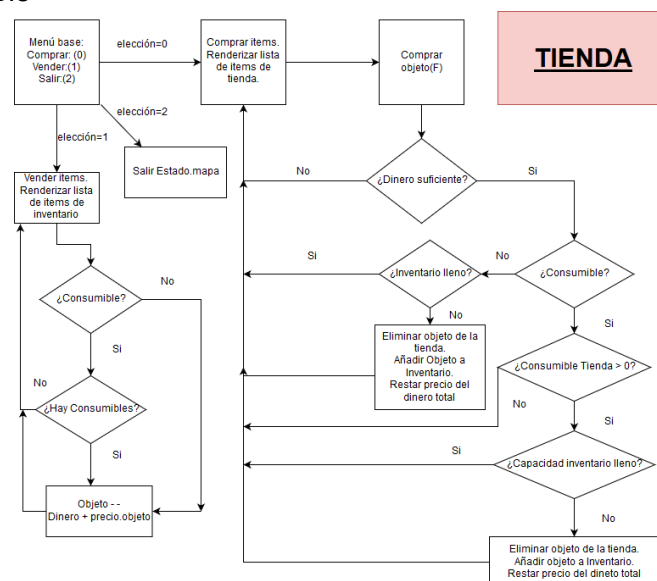 Menú base:
Comprar: (0)
Vender:(1)
Salir:(2)
elección=0
Comprar items.
Renderizar lista
de items de
tienda.
Comprar
objeto(F)
TIENDA
elección=2
elección=1
Salir Estado.mapa
No
¿Dinero suficiente?
Si
Vender items.
Renderizar lista
de items de
inventario
Si
¿Inventario lleno?
No
¿Consumible?
¿Consumible?
No
No
Si
Eliminar objeto de la
tienda.
Añadir Objeto a
Inventario.
Restar precio del
dinero total
Si
¿Consumible Tienda > 0?
No
No
¿Hay Consumibles?
Si
Si
Si
¿Capacidad inventario lleno?
Objeto - -
Dinero + precio.objeto
No
Eliminar objeto de la tienda.
Añadir objeto a Inventario.
Restar precio del dineto total